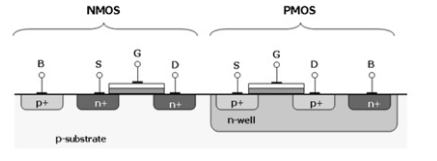 NMOS PMOS
G G
B S D S D B
p+ n+ n+ p+ p+ n+
n-well
p-substrate